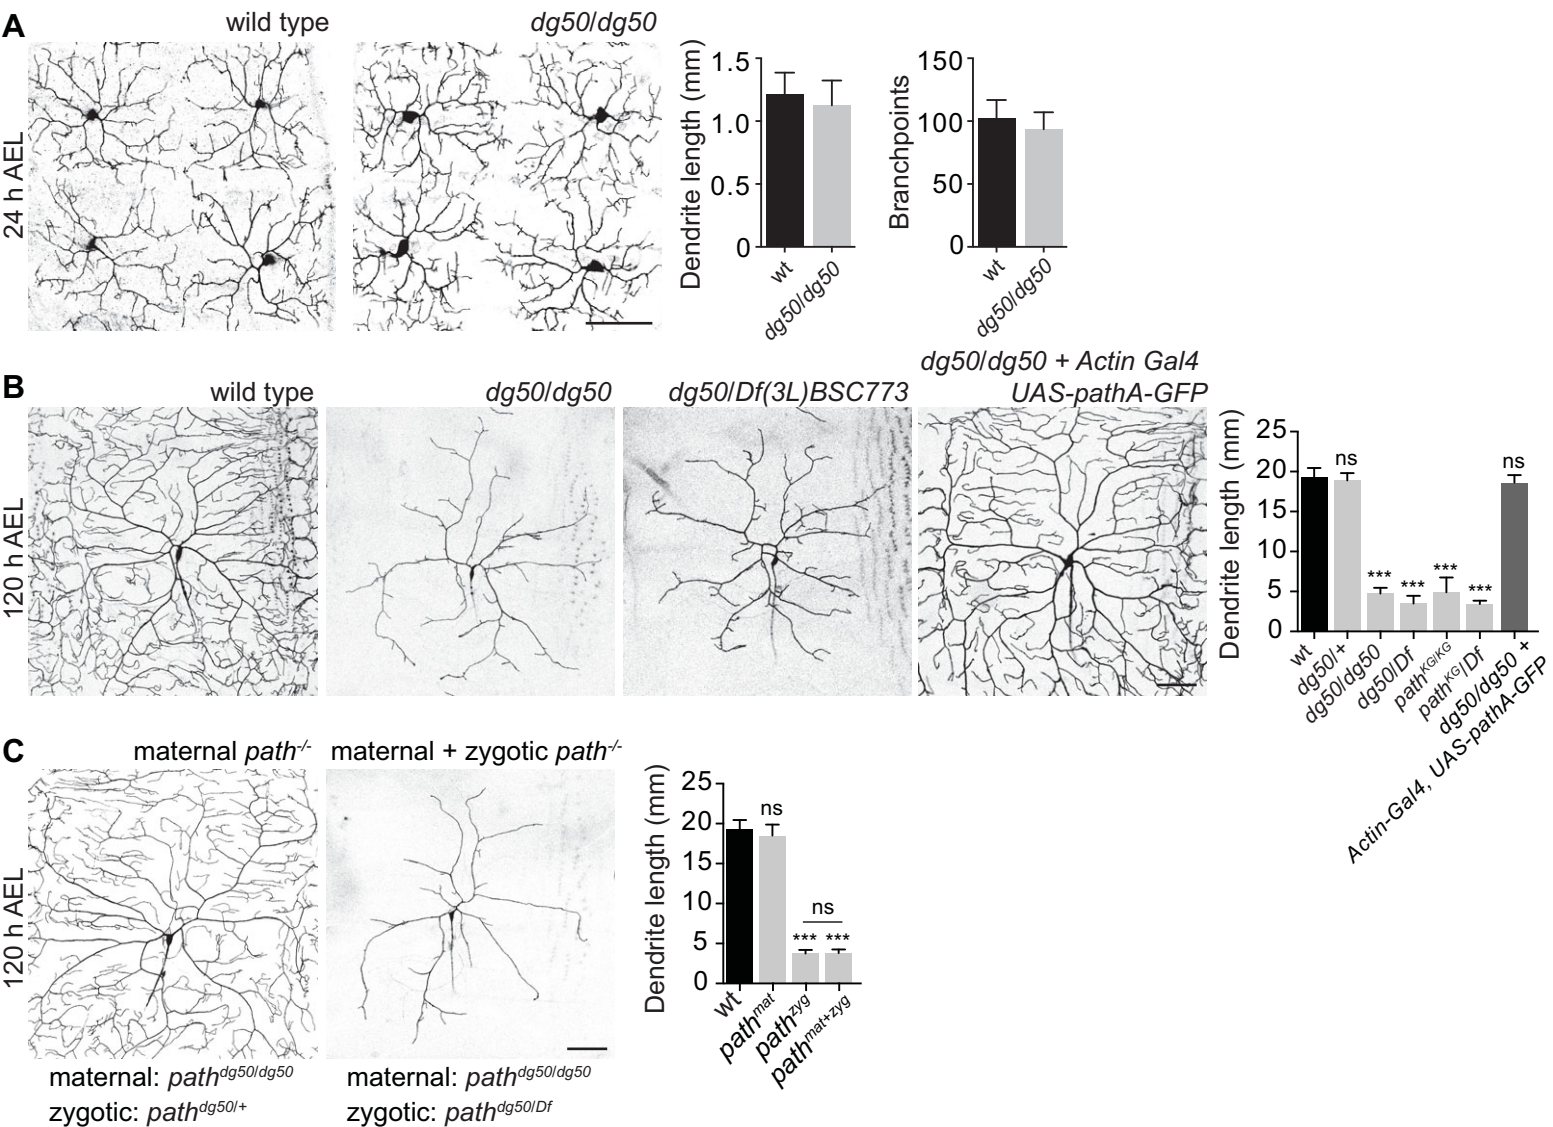 A
wild type
dg50/dg50
24 h AEL
Dendrite length (mm)
1.5
1.0
0.5
0
wt
dg50/dg50
Branchpoints
150
100
50
0
wt
dg50/dg50
B
wild type
dg50/dg50
dg50/Df(3L)BSC773
dg50/dg50 + Actin Gal4
UAS-pathA-GFP
120 h AEL
Dendrite length (mm)
25
20
15
10
5
0
ns
***
***
***
***
ns
wt
dg50/+
dg50/dg50
dg50/Df
path^KG/KG
path^KG/Df
dg50/dg50 +
Actin-Gal4, UAS-pathA-GFP
C
maternal path-/-
maternal + zygotic path-/-
120 h AEL
maternal: path^dg50/dg50
zygotic: path^dg50/+
maternal: path^dg50/dg50
zygotic: path^dg50/Df
Dendrite length (mm)
25
20
15
10
5
0
ns
ns
***
***
wt
path^mat
path^zyg
path^mat+zyg